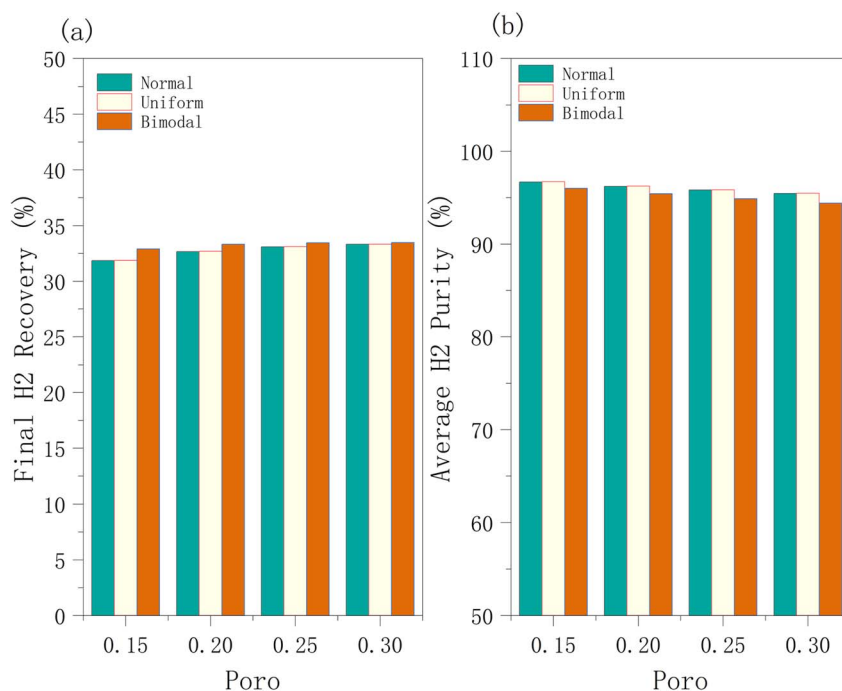 (a)
50
45
40
35
30
25
20
15
10
5
0
Final H2 Recovery (%)
Normal
Uniform
Bimodal
0.15 0.20 0.25 0.30
Poro
(b)
110
100
90
80
70
60
50
Average H2 Purity (%)
Normal
Uniform
Bimodal
0.15 0.20 0.25 0.30
Poro